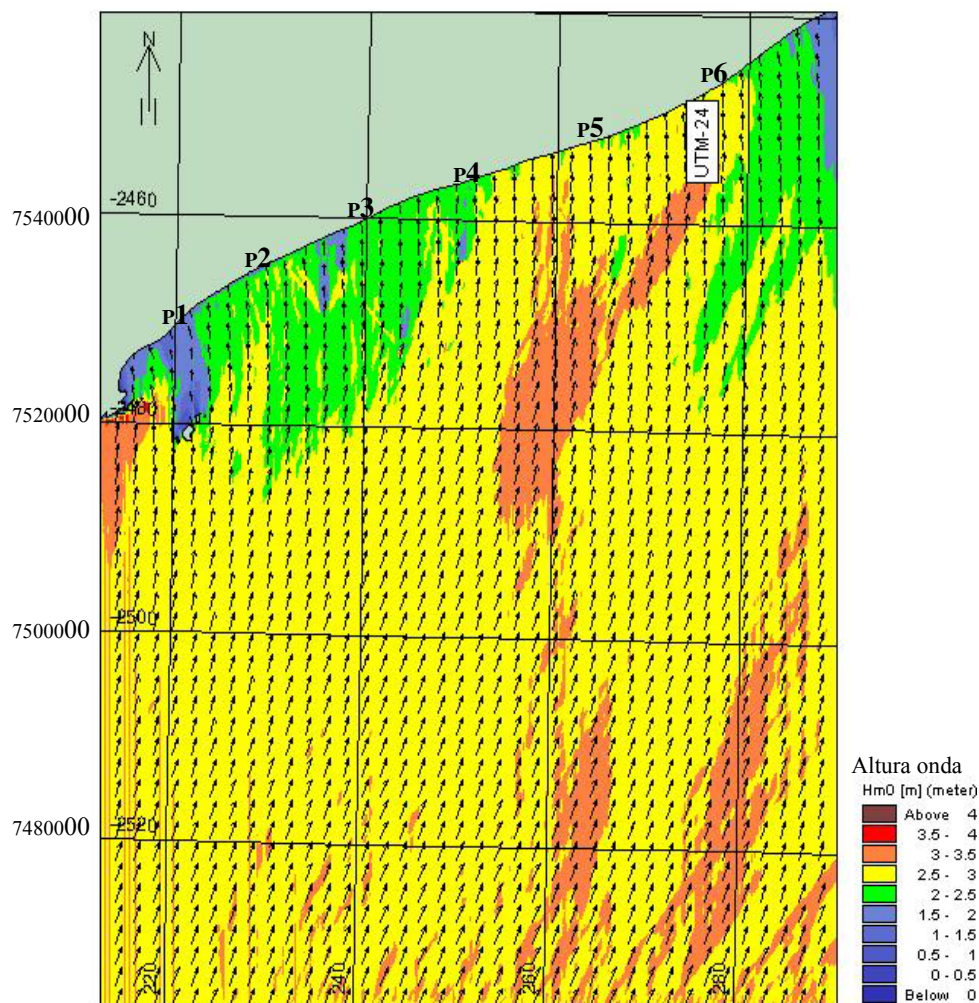 N
P6
UTM-24
P5
P4
-2460
7540000
P3
P2
P1
7520000
-2480
-2500
7500000
Altura onda
Hm0 [m] (meter)
Above 4
3.5 - 4
3 - 3.5
2.5 - 3
2 - 2.5
1.5 - 2
1 - 1.5
0.5 - 1
0 - 0.5
Below 0
7480000
-2520
220
240
260
280